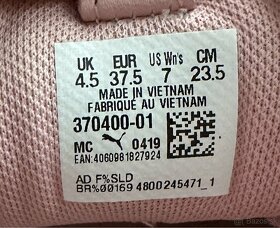 UK EUR US Wn's CM
4.5 37.5 7 23.5
MADE IN VIETNAM
FABRIQUÉ AU VIETNAM
370400-01
MC 0419
EAN:4060981827924
AD F%SLD
BR%00169 4800245471_1